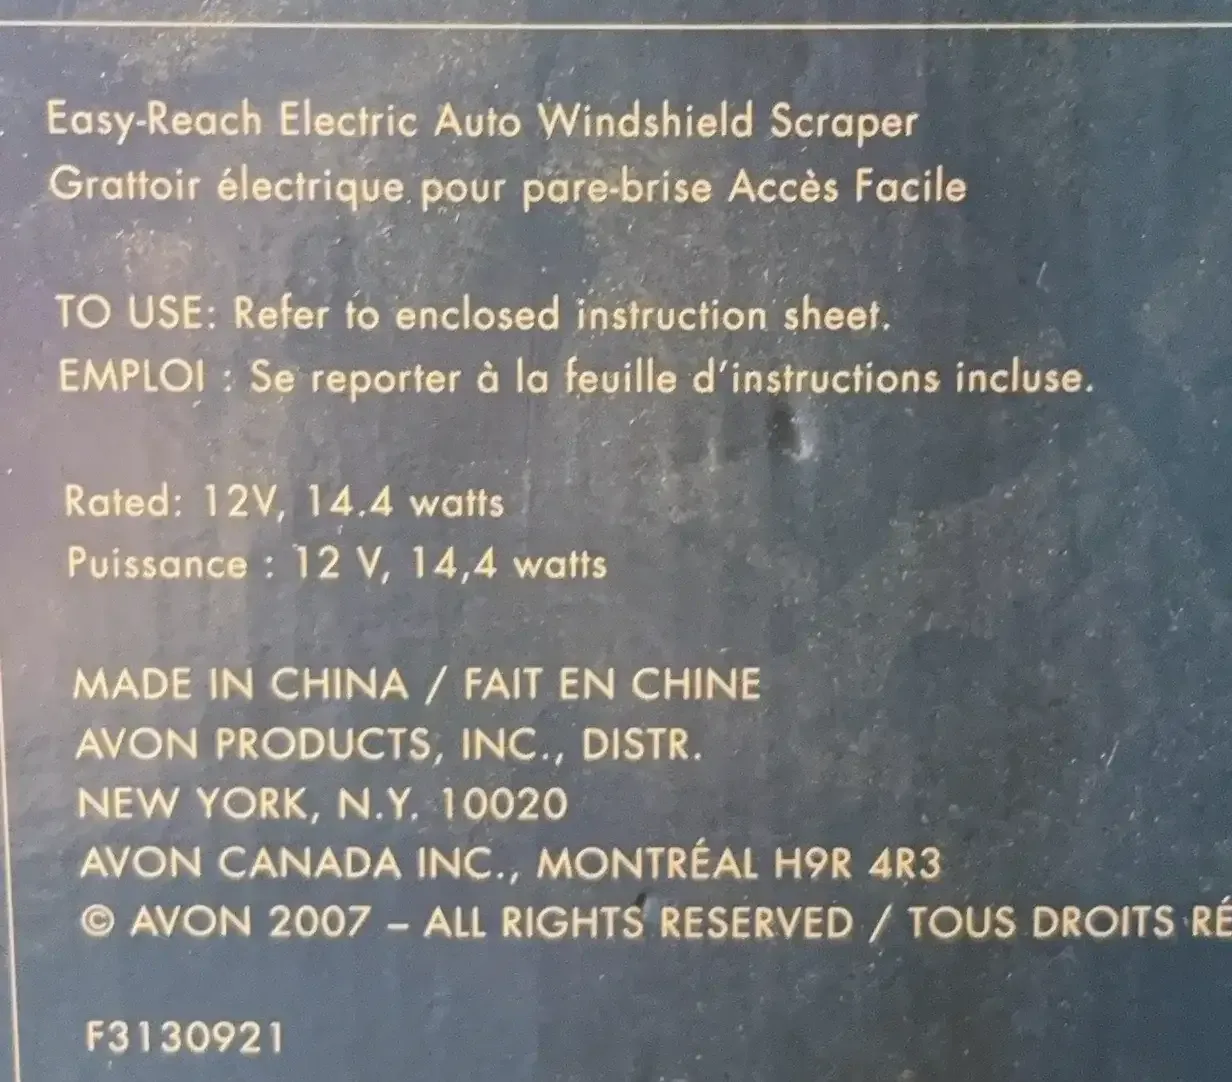 Easy-Reach Electric Auto Windshield Scraper
Grattoir électrique pour pare-brise Accès Facile
TO USE: Refer to enclosed instruction sheet.
EMPLOI : Se reporter à la feuille d'instructions incluse.
Rated: 12V, 14.4 watts
Puissance : 12 V, 14,4 watts
MADE IN CHINA / FAIT EN CHINE
AVON PRODUCTS, INC., DISTR.
NEW YORK, N.Y. 10020
AVON CANADA INC., MONTRÉAL H9R 4R3
© AVON 2007 – ALL RIGHTS RESERVED / TOUS DROITS RÉ
F3130921